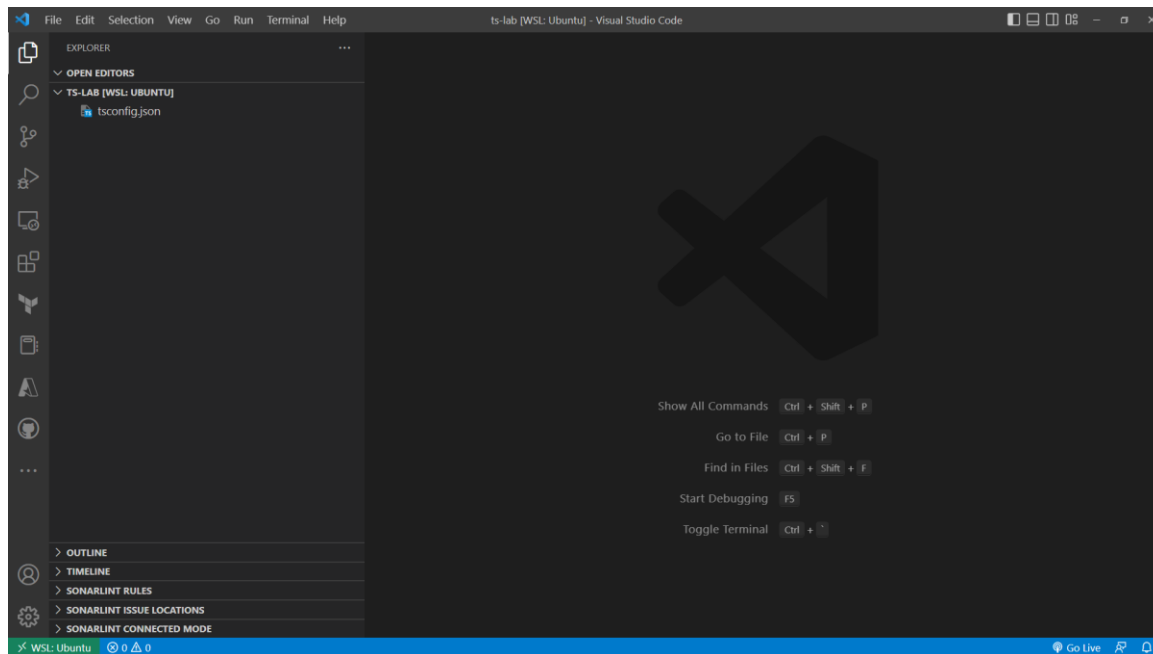 File Edit Selection View Go Run Terminal Help ts-lab [WSL: Ubuntu] - Visual Studio Code
EXPLORER
OPEN EDITORS
TS-LAB [WSL: UBUNTU]
TS tsconfig.json
Show All Commands Ctrl + Shift + P
Go to File Ctrl + P
Find in Files Ctrl + Shift + F
Start Debugging F5
Toggle Terminal Ctrl + `
OUTLINE
TIMELINE
SONARLINT RULES
SONARLINT ISSUE LOCATIONS
SONARLINT CONNECTED MODE
WSL: Ubuntu 0 0 Go Live